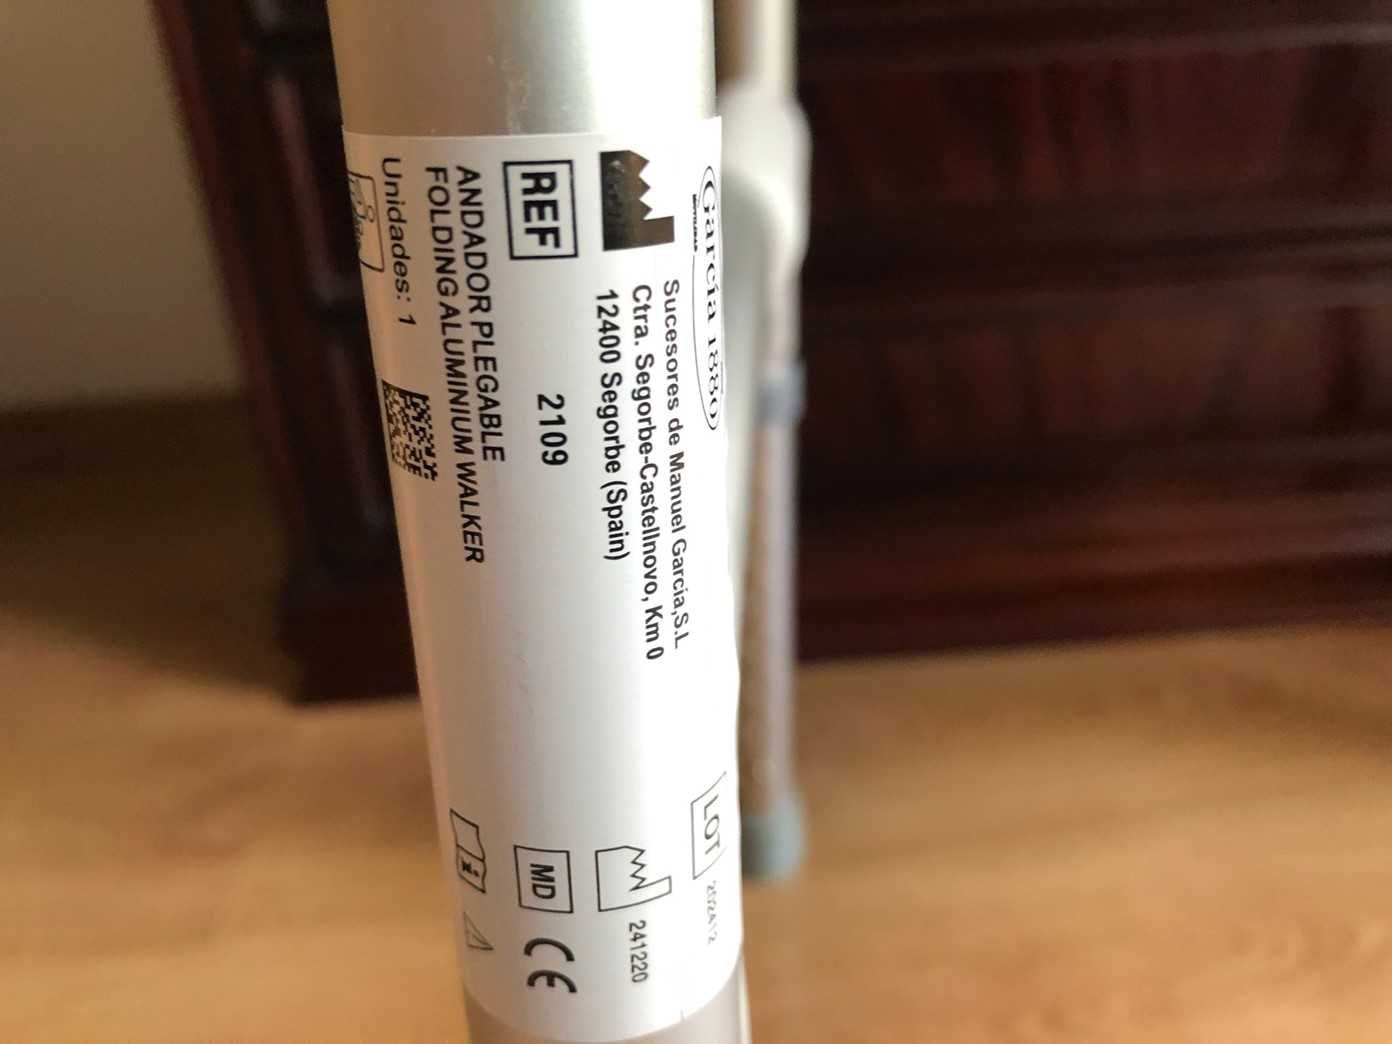 García 1880
Sucesores de Manuel García,S.L
Ctra. Segorbe-Castellnovo, Km 0
12400 Segorbe (Spain)
REF 2109
ANDADOR PLEGABLE
FOLDING ALUMINIUM WALKER
Unidades: 1
LOT 202412
241220
MD CE
i